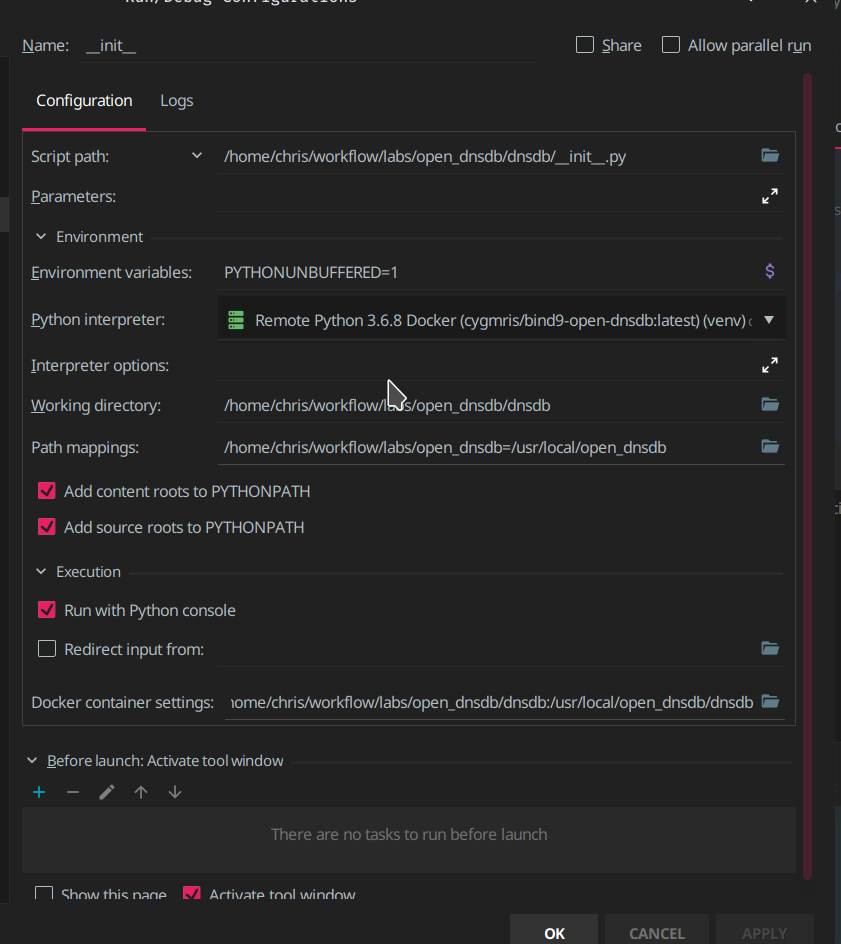 Run/Debug Configurations
Name: __init__ Share Allow parallel run
Configuration Logs
Script path: /home/chris/workflow/labs/open_dnsdb/dnsdb/__init__.py
Parameters:
Environment
Environment variables: PYTHONUNBUFFERED=1 $
Python interpreter: Remote Python 3.6.8 Docker (cygmris/bind9-open-dnsdb:latest) (venv)
Interpreter options:
Working directory: /home/chris/workflow/labs/open_dnsdb/dnsdb
Path mappings: /home/chris/workflow/labs/open_dnsdb=/usr/local/open_dnsdb
Add content roots to PYTHONPATH
Add source roots to PYTHONPATH
Execution
Run with Python console
Redirect input from:
Docker container settings: ome/chris/workflow/labs/open_dnsdb/dnsdb:/usr/local/open_dnsdb/dnsdb
Before launch: Activate tool window
There are no tasks to run before launch
Show this page Activate tool window
OK CANCEL APPLY